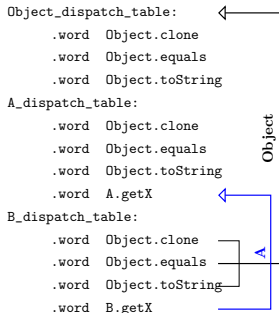 Object_dispatch_table:
.word Object.clone
.word Object.equals
.word Object.toString
A_dispatch_table:
.word Object.clone
.word Object.equals
.word Object.toString
.word A.getX
B_dispatch_table:
.word Object.clone
.word Object.equals
.word Object.toString
.word B.getX
Object
A